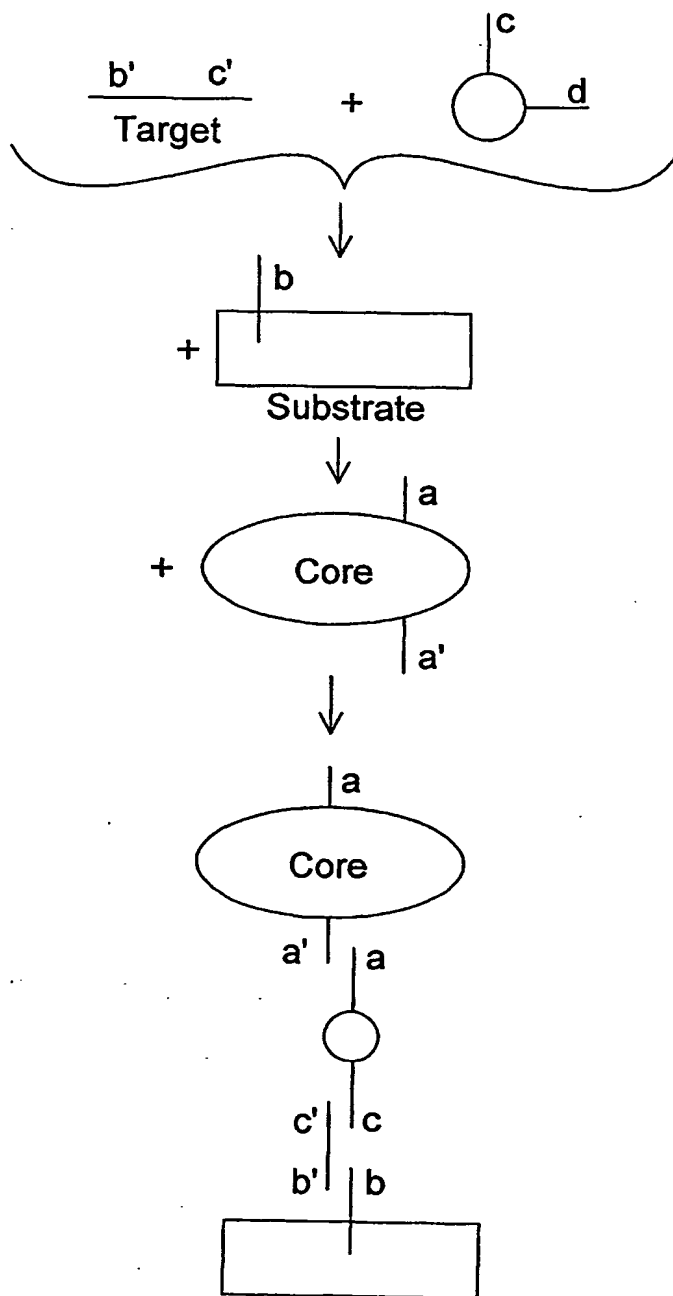 c
b' c' + d
Target
b
+
Substrate
a
+ Core
a'
a
Core
a' a
c' c
b' b